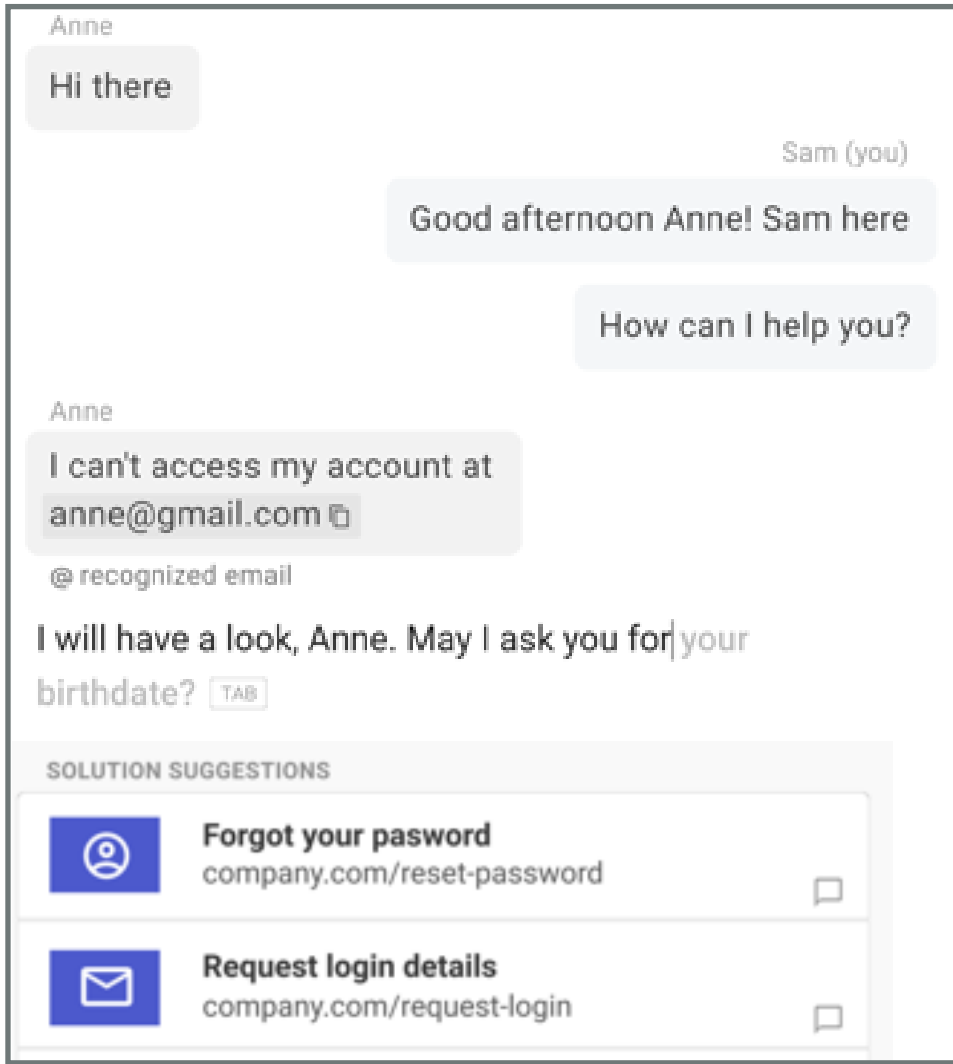 Anne
Hi there
Sam (you)
Good afternoon Anne! Sam here
How can I help you?
Anne
I can't access my account at
anne@gmail.com
@ recognized email
I will have a look, Anne. May I ask you for your
birthdate? TAB
SOLUTION SUGGESTIONS
Forgot your pasword
company.com/reset-password
Request login details
company.com/request-login